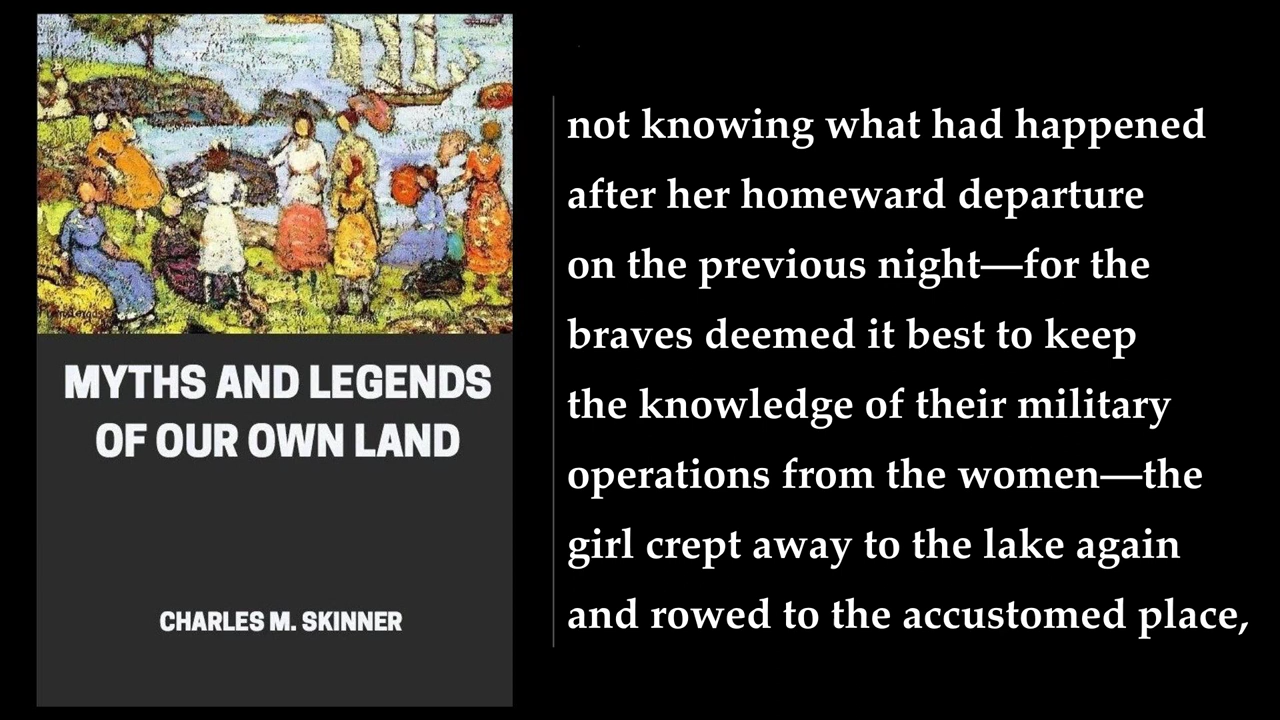 MYTHS AND LEGENDS
OF OUR OWN LAND
CHARLES M. SKINNER
not knowing what had happened
after her homeward departure
on the previous night—for the
braves deemed it best to keep
the knowledge of their military
operations from the women—the
girl crept away to the lake again
and rowed to the accustomed place,